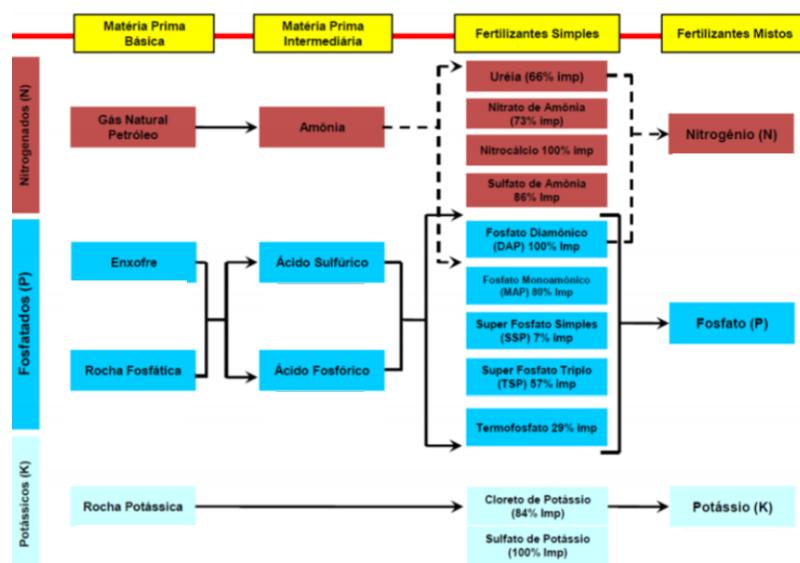 Matéria Prima
Básica
Matéria Prima
Intermediária
Fertilizantes Simples
Fertilizantes Mistos
Nitrogenados (N)
Gás Natural
Petróleo
Amônia
Uréia (66% imp)
Nitrato de Amônia
(73% imp)
Nitrocálcio 100% imp
Sulfato de Amônia
86% Imp
Nitrogênio (N)
Fosfatados (P)
Enxofre
Rocha Fosfática
Ácido Sulfúrico
Ácido Fosfórico
Fosfato Diamônico
(DAP) 100% Imp
Fosfato Monoamônico
(MAP) 80% Imp
Super Fosfato Simples
(SSP) 7% imp
Super Fosfato Triplo
(TSP) 57% imp
Termofosfato 29% imp
Fosfato (P)
Potássicos (K)
Rocha Potássica
Cloreto de Potássio
(84% Imp)
Sulfato de Potássio
(100% Imp)
Potássio (K)